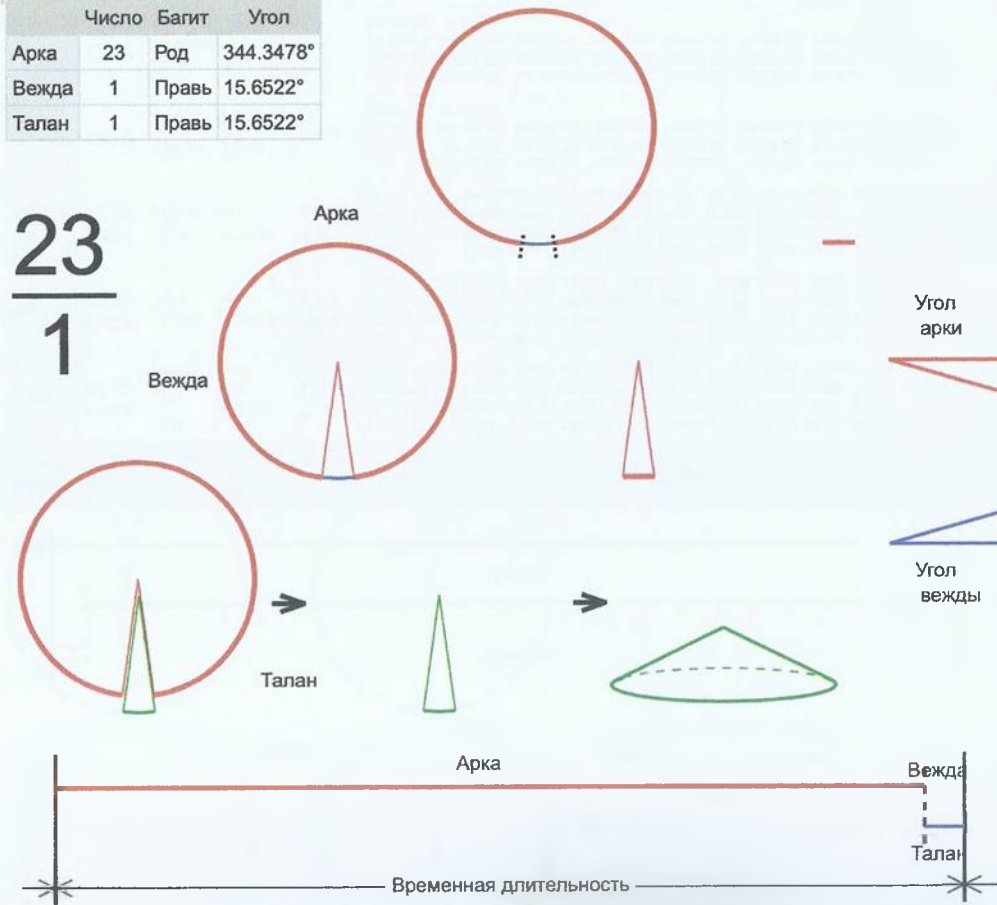 Число Багит Угол
Арка 23 Род 344.3478°
Вежда 1 Правь 15.6522°
Талан 1 Правь 15.6522°
23
1
Арка
Вежда
Угол
арки
Угол
вежды
Талан
Арка
Вежда
Талан
Временная длительность